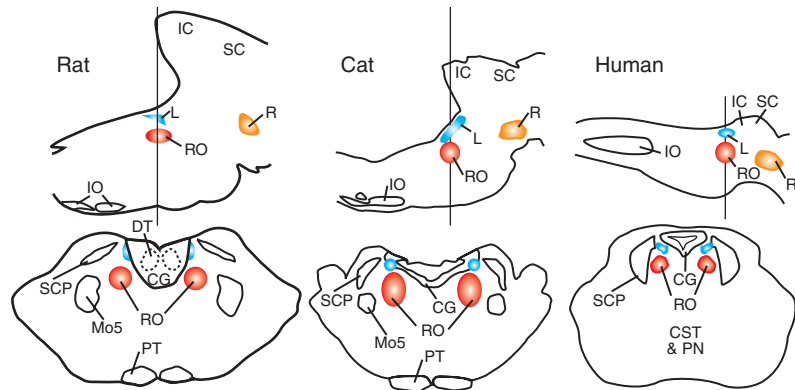 Rat
IC
SC
L
R
RO
IO
Cat
IC
SC
R
L
RO
IO
Human
IC
SC
L
IO
RO
R
DT
SCP
CG
Mo5
RO
PT
SCP
CG
Mo5
RO
PT
SCP
CG
RO
CST
& PN